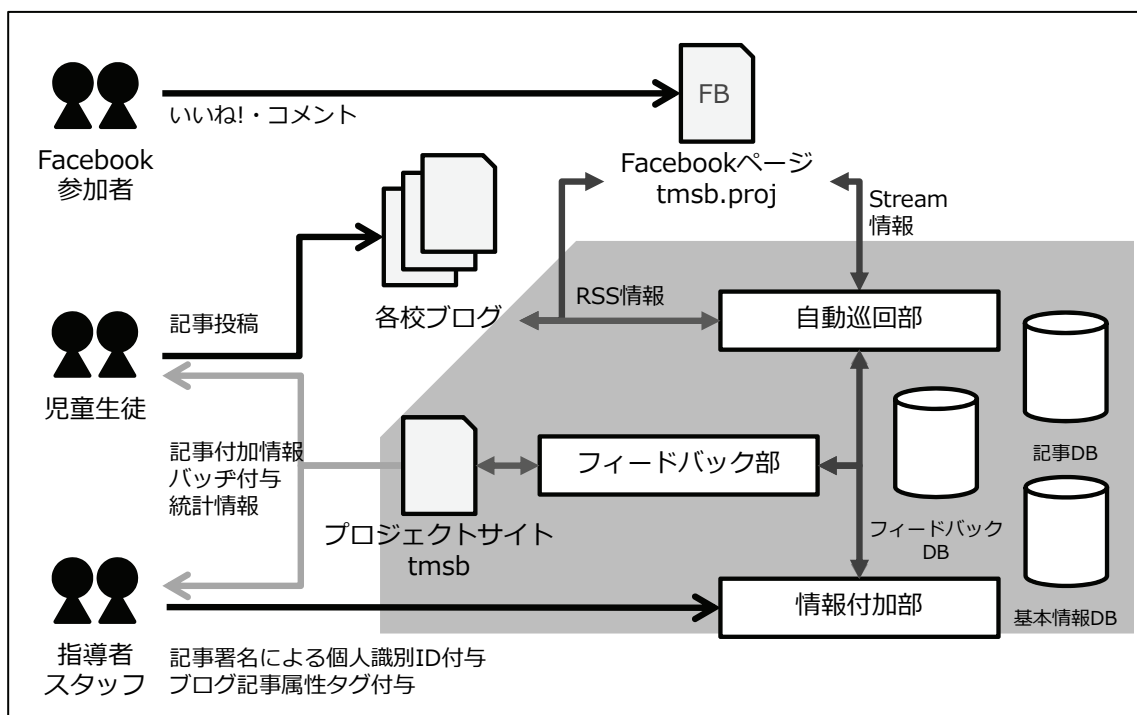 FB
いいね!・コメント
Facebook
参加者
Facebookページ
tmsb.proj
Stream
情報
RSS情報
各校ブログ
自動巡回部
記事投稿
児童生徒
記事DB
記事付加情報
バッヂ付与
統計情報
フィードバック部
プロジェクトサイト
tmsb
フィードバック
DB
情報付加部
基本情報DB
指導者
スタッフ
記事署名による個人識別ID付与
ブログ記事属性タグ付与